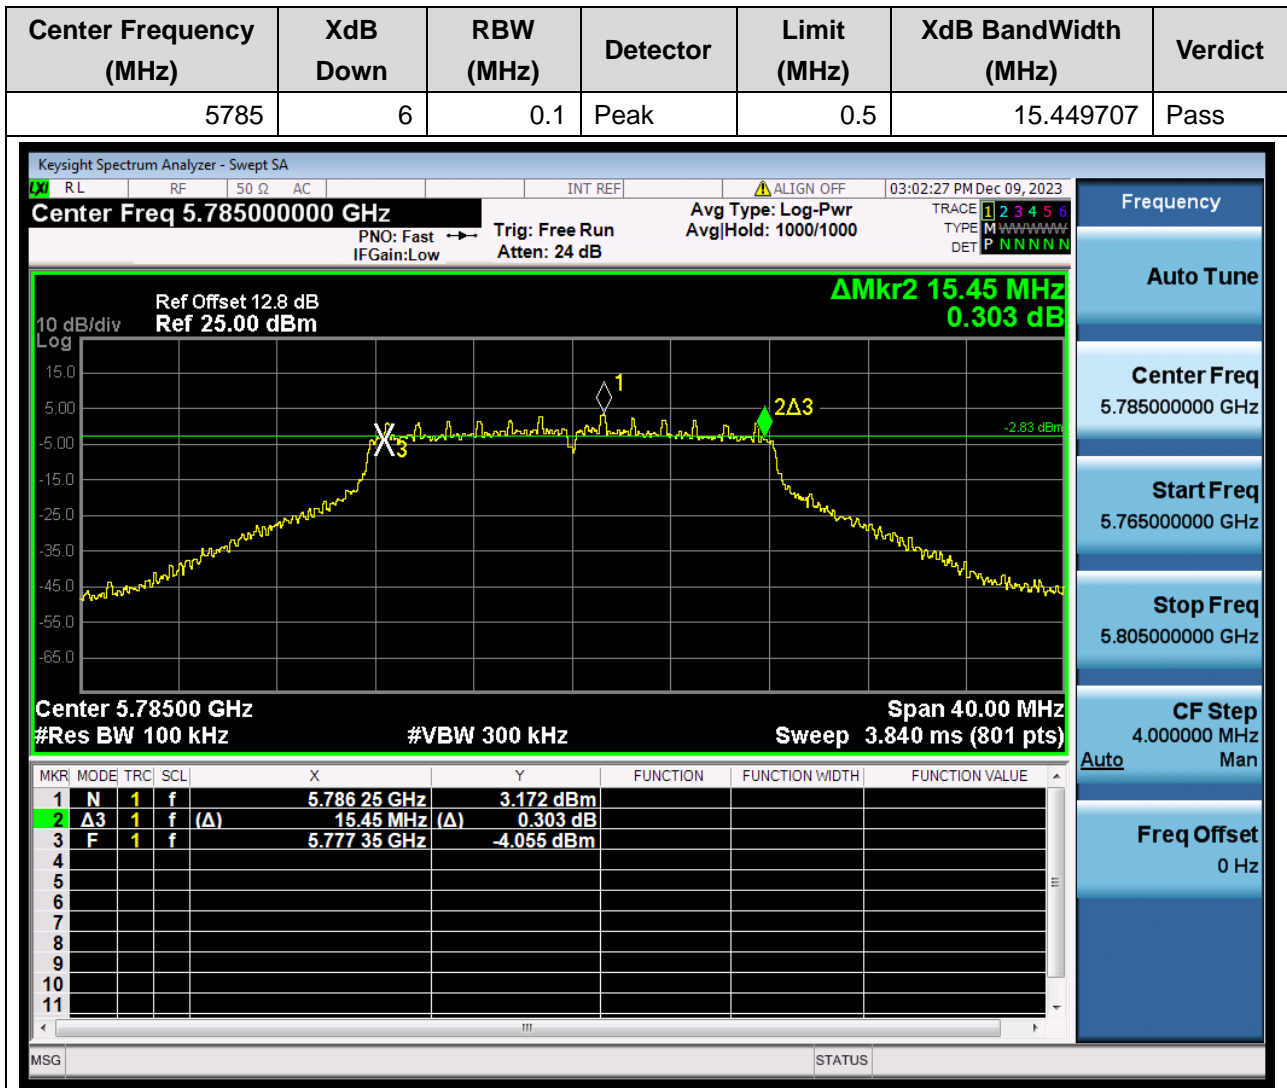 Center Frequency (MHz) XdB Down RBW (MHz) Detector Limit (MHz) XdB BandWidth (MHz) Verdict
5785 6 0.1 Peak 0.5 15.449707 Pass
Keysight Spectrum Analyzer - Swept SA
LXI RL RF 50 Ω AC INT REF ALIGN OFF 03:02:27 PM Dec 09, 2023
Center Freq 5.785000000 GHz
PNO: Fast
IFGain:Low
Trig: Free Run
Atten: 24 dB
Avg Type: Log-Pwr
Avg|Hold: 1000/1000
TRACE 1 2 3 4 5 6
TYPE M WWWWW
DET P N N N N N
ΔMkr2 15.45 MHz
0.303 dB
Ref Offset 12.8 dB
10 dB/div Ref 25.00 dBm
Log
15.0
5.00
-5.00
-15.0
-25.0
-35.0
-45.0
-55.0
-65.0
1
2Δ3
3
-2.83 dBm
Center 5.78500 GHz Span 40.00 MHz
#Res BW 100 kHz #VBW 300 kHz Sweep 3.840 ms (801 pts)
MKR MODE TRC SCL X Y FUNCTION FUNCTION WIDTH FUNCTION VALUE
1 N 1 f 5.786 25 GHz 3.172 dBm
2 Δ3 1 f (Δ) 15.45 MHz (Δ) 0.303 dB
3 F 1 f 5.777 35 GHz -4.055 dBm
4
5
6
7
8
9
10
11
MSG STATUS
Frequency
Auto Tune
Center Freq
5.785000000 GHz
Start Freq
5.765000000 GHz
Stop Freq
5.805000000 GHz
CF Step
4.000000 MHz
Auto Man
Freq Offset
0 Hz